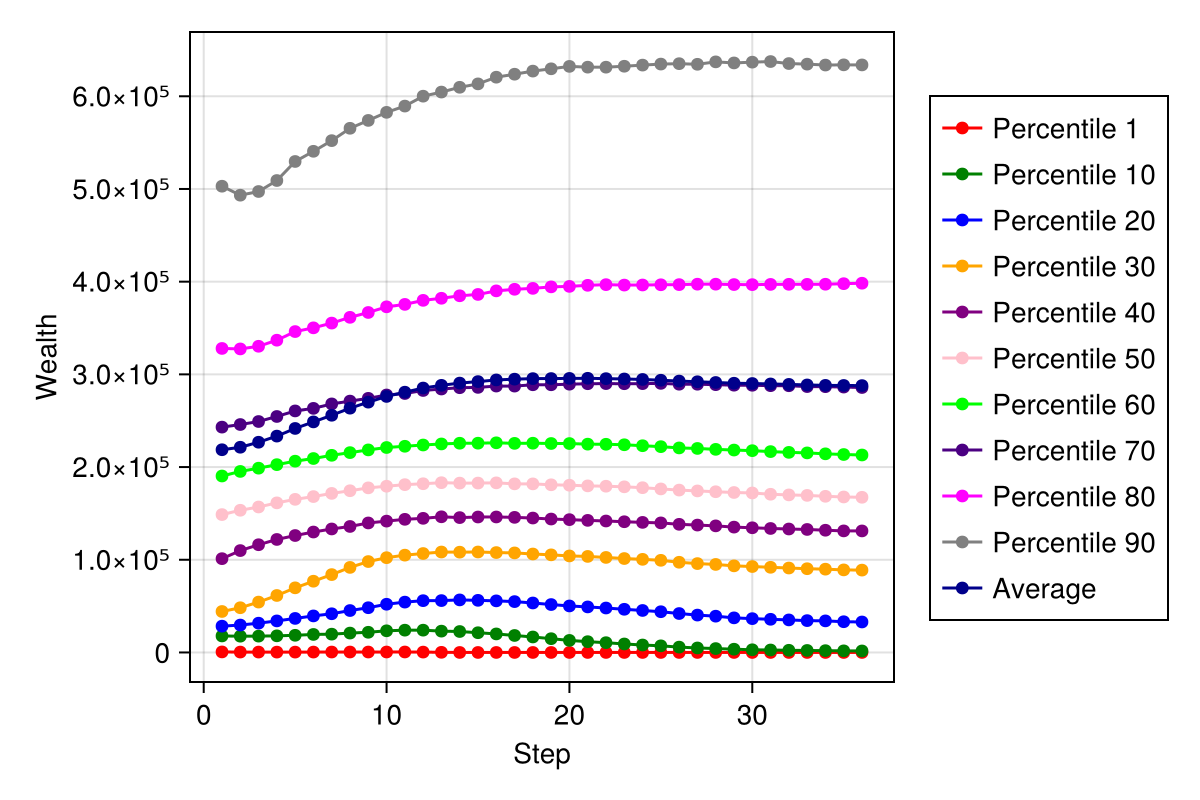 6.0×10⁵
5.0×10⁵
4.0×10⁵
3.0×10⁵
2.0×10⁵
1.0×10⁵
0
Wealth
0 10 20 30
Step
Percentile 1
Percentile 10
Percentile 20
Percentile 30
Percentile 40
Percentile 50
Percentile 60
Percentile 70
Percentile 80
Percentile 90
Average